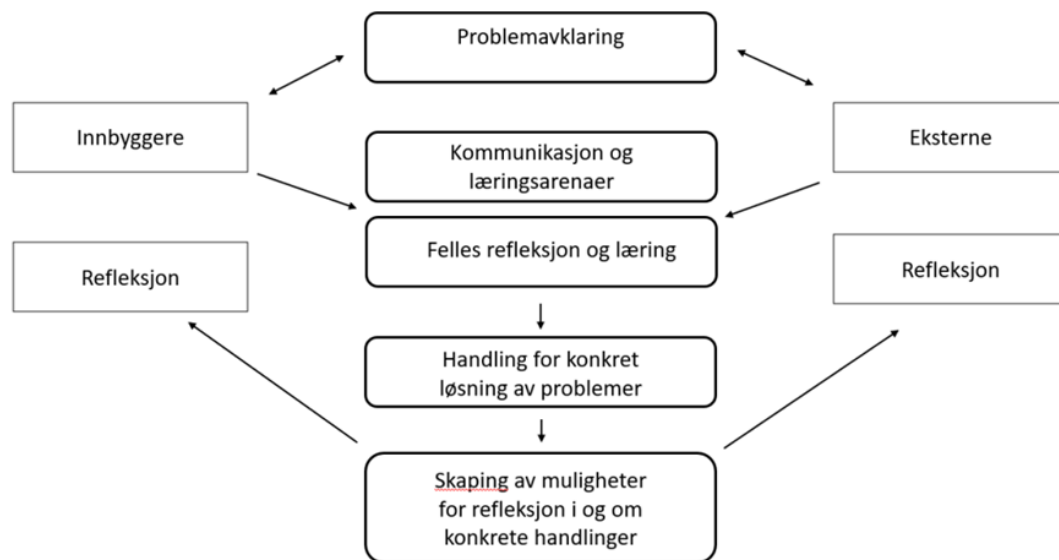 Problemavklaring
Innbyggere
Eksterne
Kommunikasjon og
læringsarenaer
Felles refleksjon og læring
Refleksjon
Refleksjon
Handling for konkret
løsning av problemer
Skaping av muligheter
for refleksjon i og om
konkrete handlinger